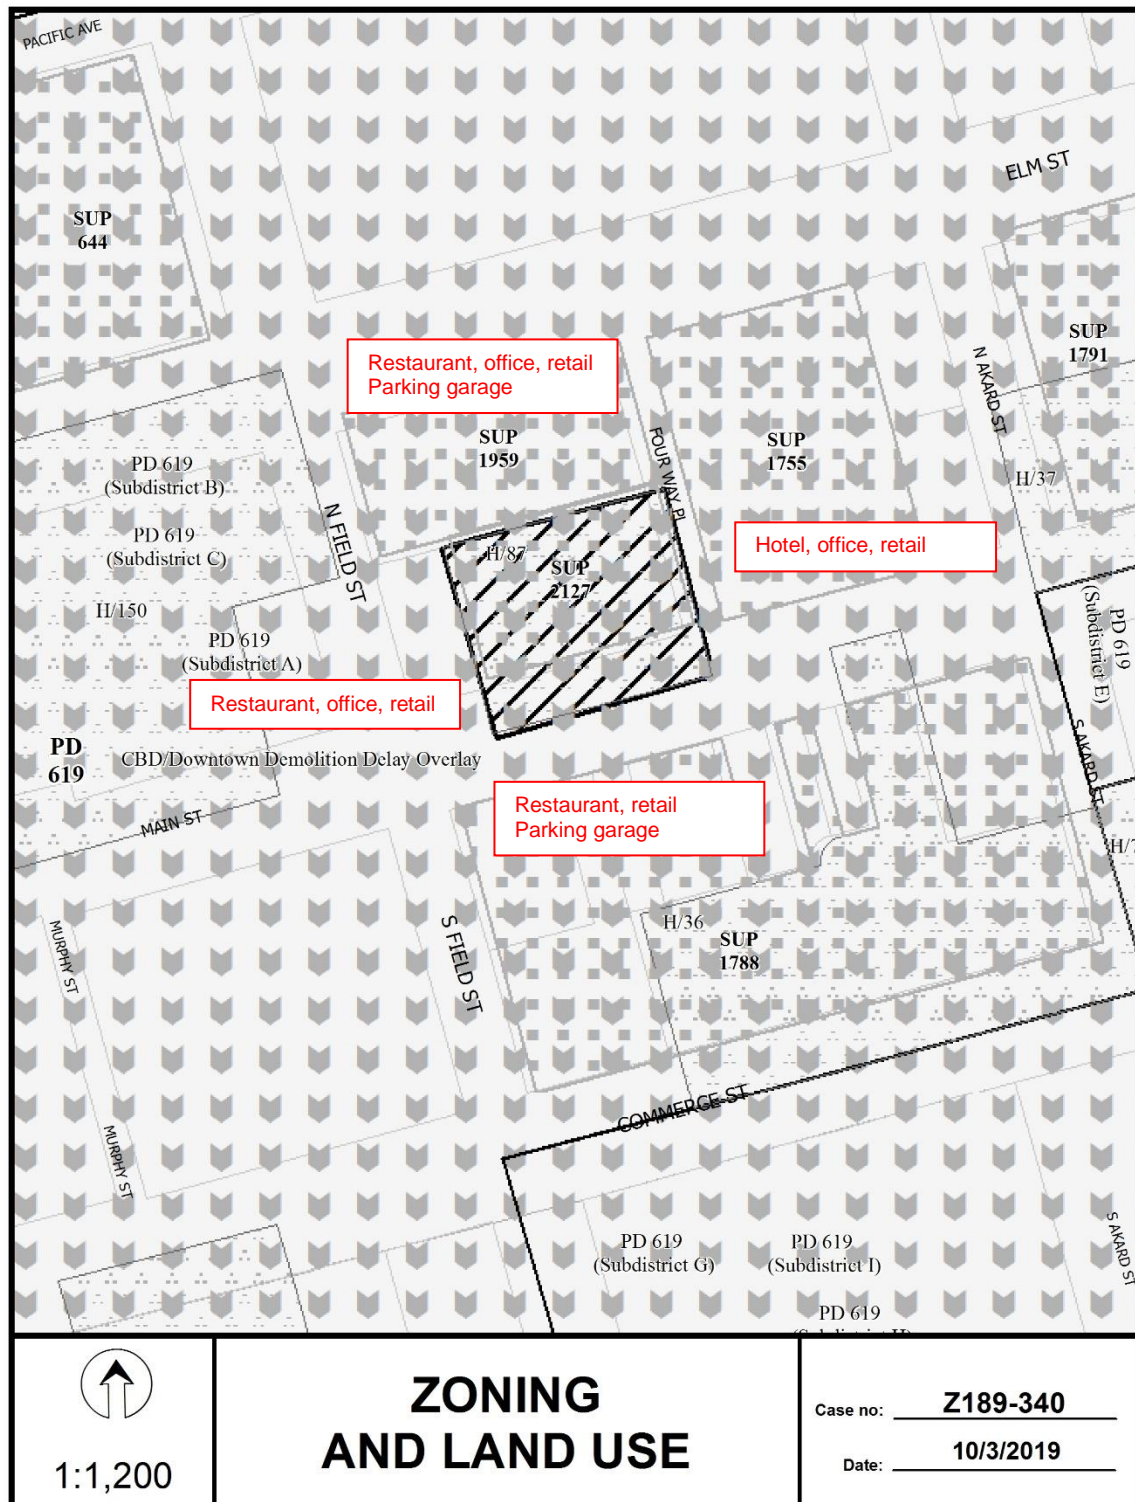 PACIFIC AVE
ELM ST
SUP
644
SUP
1791
Restaurant, office, retail
Parking garage
N AKARD ST
SUP
1959
FOUR WAY PL
SUP
1755
PD 619
(Subdistrict B)
H/37
N FIELD ST
PD 619
(Subdistrict C)
Hotel, office, retail
H/87
SUP
2127
H/150
PD 619
(Subdistrict E)
PD 619
(Subdistrict A)
Restaurant, office, retail
PD
619
CBD/Downtown Demolition Delay Overlay
S AKARD ST
Restaurant, retail
Parking garage
MAIN ST
H/7
MURPHY ST
S FIELD ST
H/36
SUP
1788
COMMERCE ST
MURPHY ST
S AKARD ST
PD 619
(Subdistrict G)
PD 619
(Subdistrict I)
PD 619
1:1,200
ZONING
AND LAND USE
Case no: Z189-340
Date: 10/3/2019